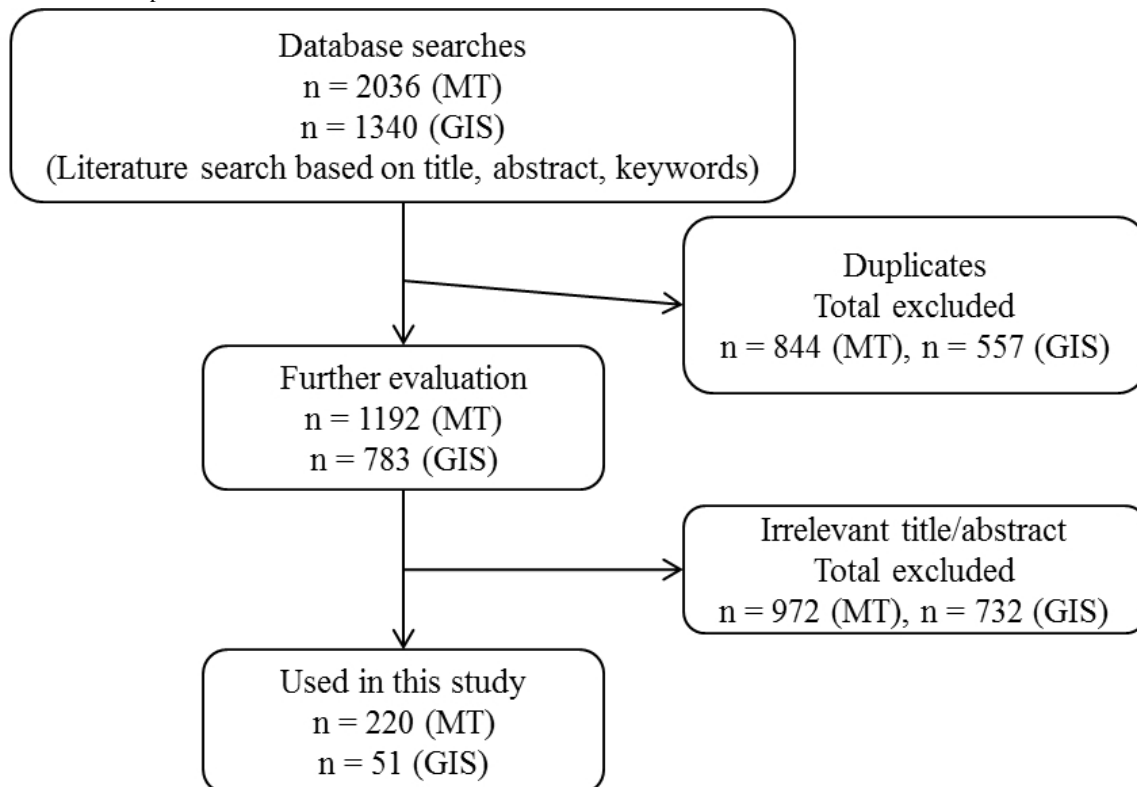 Database searches
n = 2036 (MT)
n = 1340 (GIS)
(Literature search based on title, abstract, keywords)
Duplicates
Total excluded
n = 844 (MT), n = 557 (GIS)
Further evaluation
n = 1192 (MT)
n = 783 (GIS)
Irrelevant title/abstract
Total excluded
n = 972 (MT), n = 732 (GIS)
Used in this study
n = 220 (MT)
n = 51 (GIS)